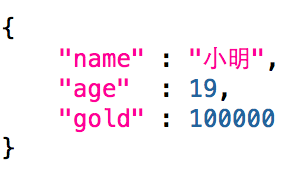 {
"name" : "小明",
"age" : 19,
"gold" : 100000
}